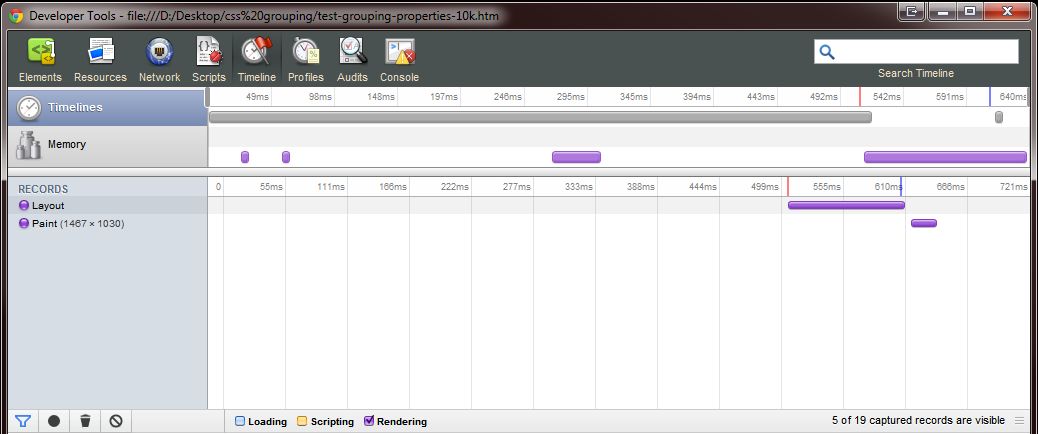 Developer Tools - file:///D:/Desktop/css%20grouping/test-grouping-properties-10k.htm
Elements Resources Network Scripts Timeline Profiles Audits Console
Search Timeline
Timelines
49ms 98ms 148ms 197ms 246ms 295ms 345ms 394ms 443ms 492ms 542ms 591ms 640ms
Memory
RECORDS
0 55ms 111ms 166ms 222ms 277ms 333ms 388ms 444ms 499ms 555ms 610ms 666ms 721ms
Layout
Paint (1467 × 1030)
Loading Scripting Rendering
5 of 19 captured records are visible